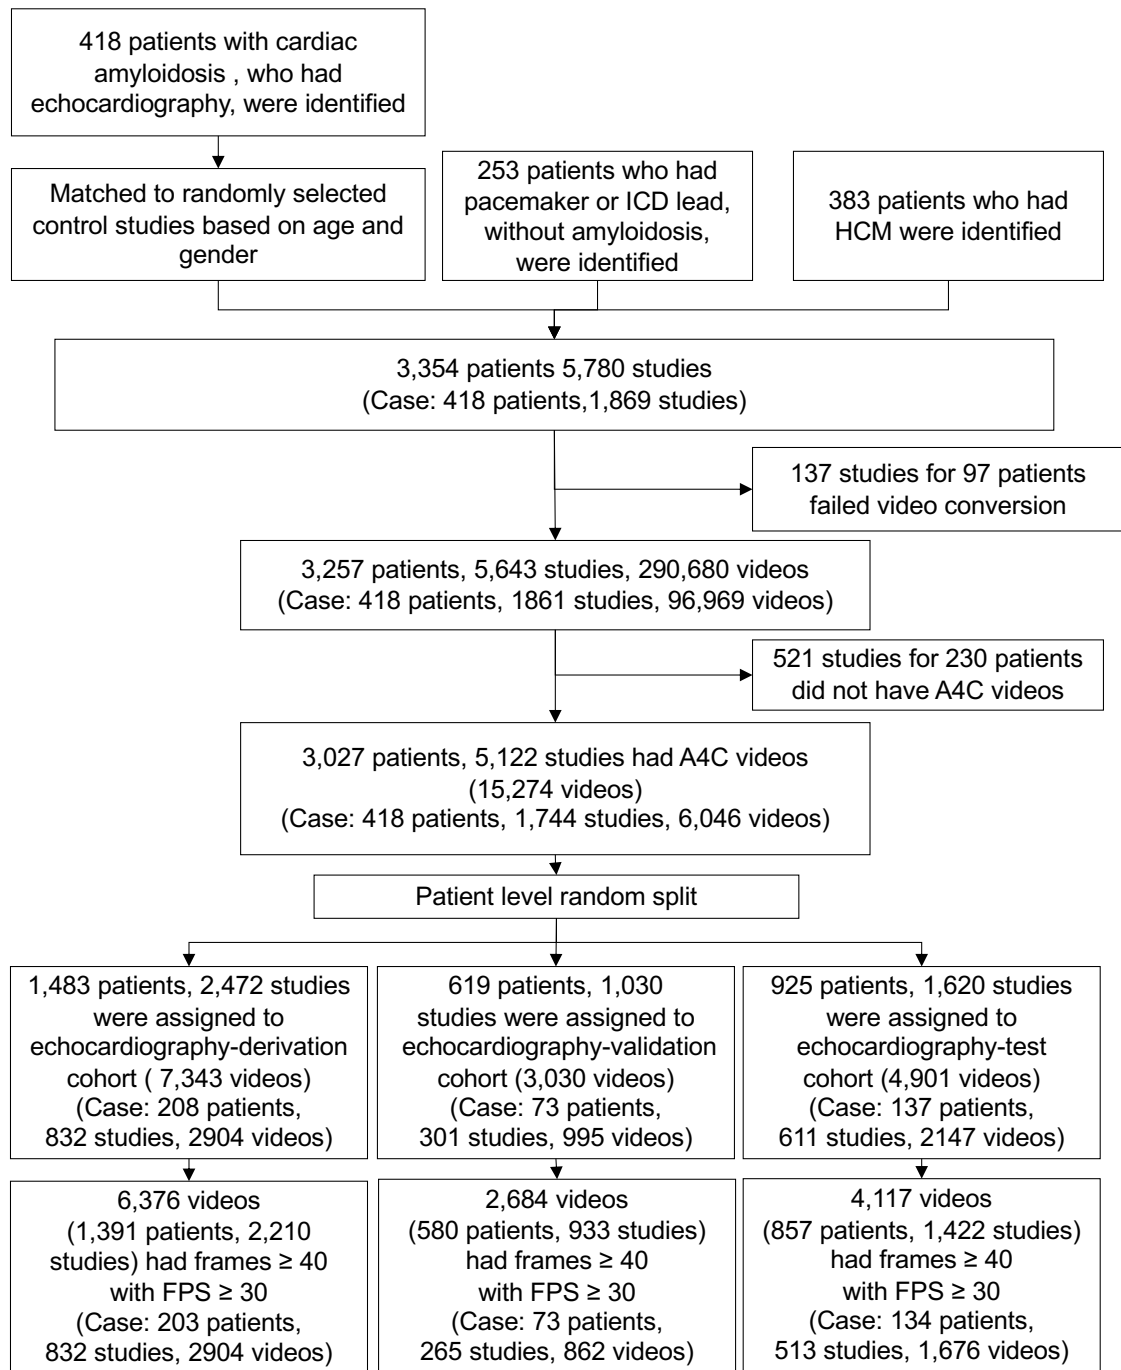 418 patients with cardiac
amyloidosis , who had
echocardiography, were identified
Matched to randomly selected
control studies based on age and
gender
253 patients who had
pacemaker or ICD lead,
without amyloidosis,
were identified
383 patients who had
HCM were identified
3,354 patients 5,780 studies
(Case: 418 patients,1,869 studies)
137 studies for 97 patients
failed video conversion
3,257 patients, 5,643 studies, 290,680 videos
(Case: 418 patients, 1861 studies, 96,969 videos)
521 studies for 230 patients
did not have A4C videos
3,027 patients, 5,122 studies had A4C videos
(15,274 videos)
(Case: 418 patients, 1,744 studies, 6,046 videos)
Patient level random split
1,483 patients, 2,472 studies
were assigned to
echocardiography-derivation
cohort ( 7,343 videos)
(Case: 208 patients,
832 studies, 2904 videos)
619 patients, 1,030
studies were assigned to
echocardiography-validation
cohort (3,030 videos)
(Case: 73 patients,
301 studies, 995 videos)
925 patients, 1,620 studies
were assigned to
echocardiography-test
cohort (4,901 videos)
(Case: 137 patients,
611 studies, 2147 videos)
6,376 videos
(1,391 patients, 2,210
studies) had frames ≥ 40
with FPS ≥ 30
(Case: 203 patients,
832 studies, 2904 videos)
2,684 videos
(580 patients, 933 studies)
had frames ≥ 40
with FPS ≥ 30
(Case: 73 patients,
265 studies, 862 videos)
4,117 videos
(857 patients, 1,422 studies)
had frames ≥ 40
with FPS ≥ 30
(Case: 134 patients,
513 studies, 1,676 videos)